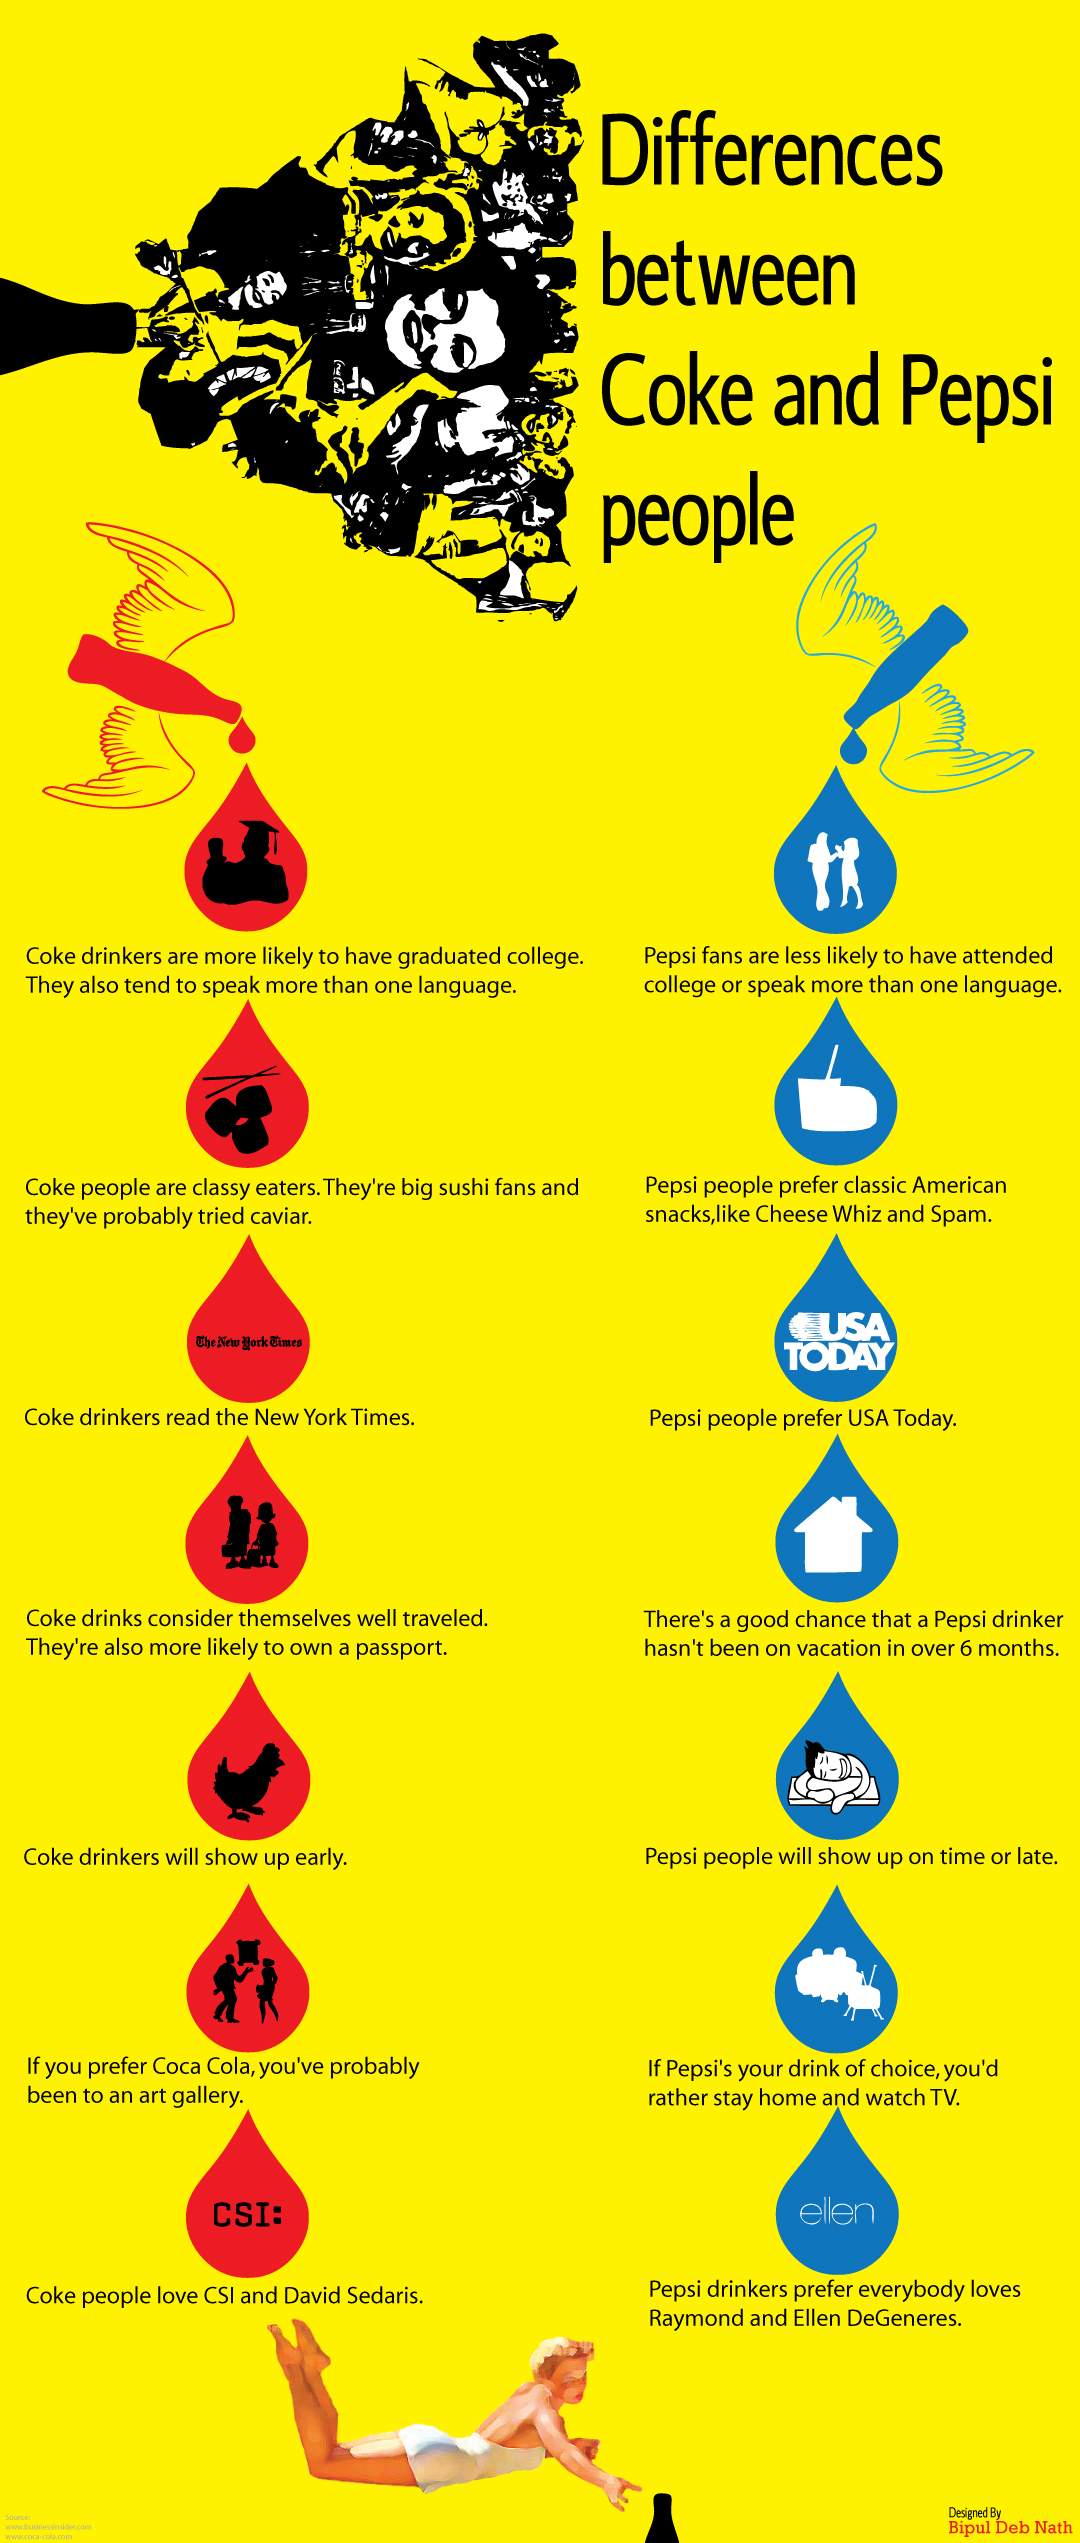 Differences
between
Coke and Pepsi
people
Coke drinkers are more likely to have graduated college.
They also tend to speak more than one language.
Pepsi fans are less likely to have attended
college or speak more than one language.
Coke people are classy eaters. They're big sushi fans and
they've probably tried caviar.
Pepsi people prefer classic American
snacks,like Cheese Whiz and Spam.
The New York Times
USA
TODAY
Coke drinkers read the New York Times.
Pepsi people prefer USA Today.
Coke drinks consider themselves well traveled.
They're also more likely to own a passport.
There's a good chance that a Pepsi drinker
hasn't been on vacation in over 6 months.
Coke drinkers will show up early.
Pepsi people will show up on time or late.
If you prefer Coca Cola, you've probably
been to an art gallery.
If Pepsi's your drink of choice, you'd
rather stay home and watch TV.
CSI:
ellen
Coke people love CSI and David Sedaris.
Pepsi drinkers prefer everybody loves
Raymond and Ellen DeGeneres.
Source:
www.businessinsider.com
www.coca-cola.com
Designed By
Bipul Deb Nath